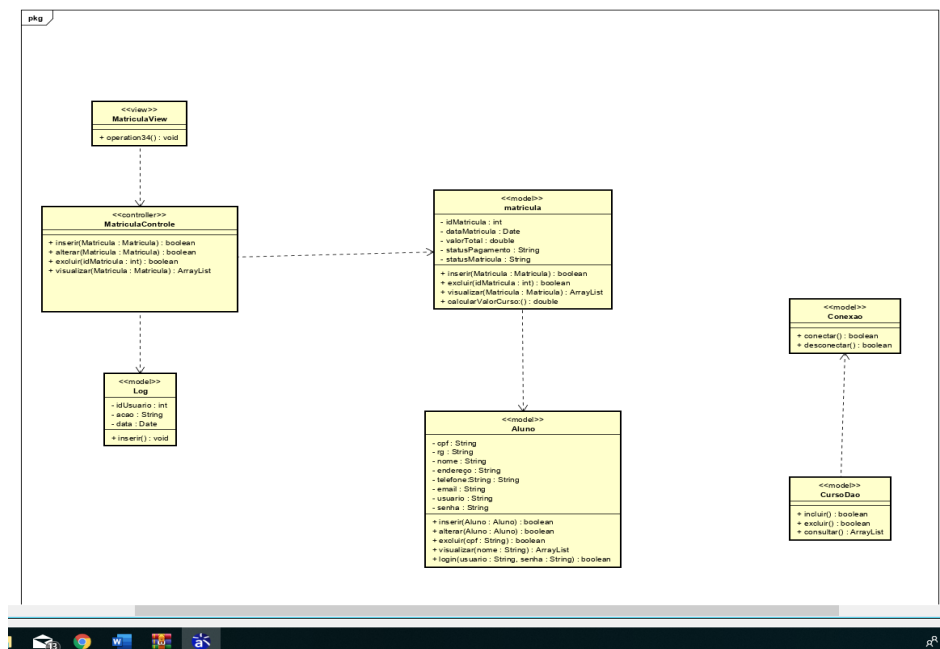 pkg
<<view>>
MatriculaView
+ operation34() : void
<<controller>>
MatriculaControle
+ inserir(Matricula : Matricula) : boolean
+ alterar(Matricula : Matricula) : boolean
+ excluir(idMatricula : int) : boolean
+ visualizar(Matricula : Matricula) : ArrayList
<<model>>
Log
- idUsuario : int
- acao : String
- data : Date
+ inserir() : void
<<model>>
matricula
- idMatricula : int
- dataMatricula : Date
- valorTotal : double
- statusPagamento : String
- statusMatricula : String
+ inserir(Matricula : Matricula) : boolean
+ excluir(idMatricula : int) : boolean
+ visualizar(Matricula : Matricula) : ArrayList
+ calcularValorCurso:() : double
<<model>>
Aluno
- cpf : String
- rg : String
- nome : String
- endereço : String
- telefone:String : String
- email : String
- usuario : String
- senha : String
+ inserir(Aluno : Aluno) : boolean
+ alterar(Aluno : Aluno) : boolean
+ excluir(cpf : String) : boolean
+ visualizar(nome : String) : ArrayList
+ login(usuario : String, senha : String) : boolean
<<model>>
Conexao
+ conectar() : boolean
+ desconectar() : boolean
<<model>>
CursoDao
+ incluir() : boolean
+ excluir() : boolean
+ consultar() : ArrayList